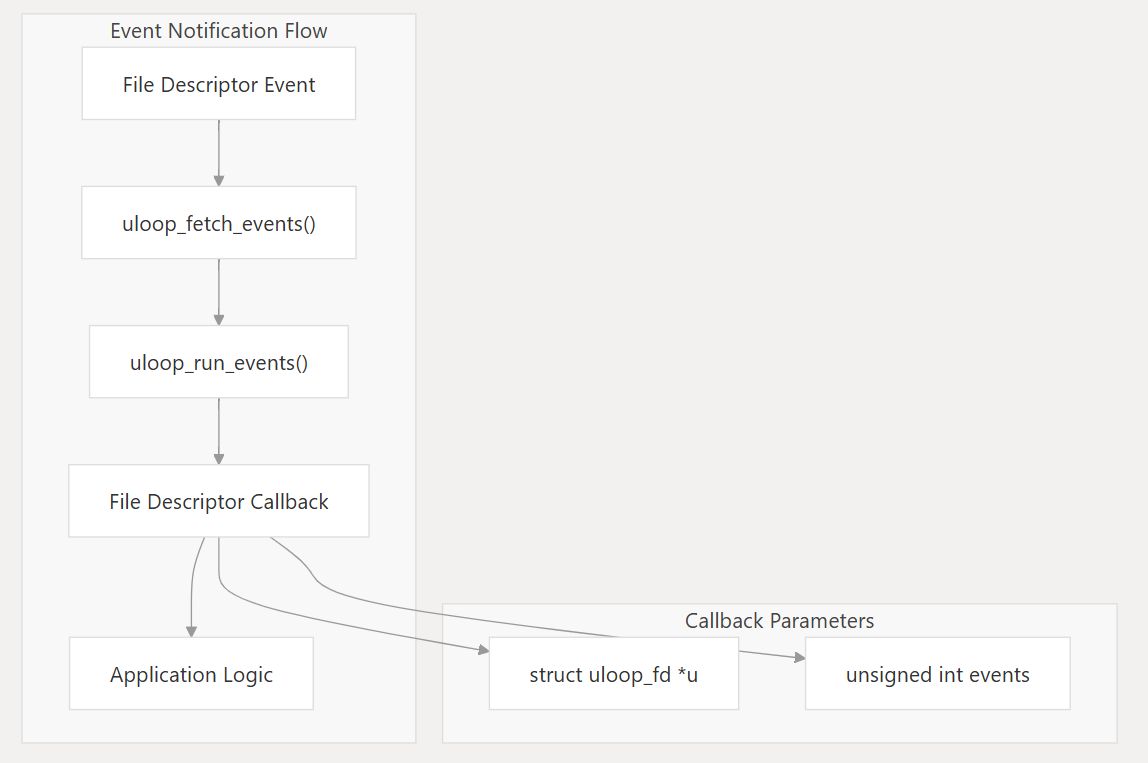 Event Notification Flow
File Descriptor Event
uloop_fetch_events()
uloop_run_events()
File Descriptor Callback
Application Logic
Callback Parameters
struct uloop_fd *u
unsigned int events